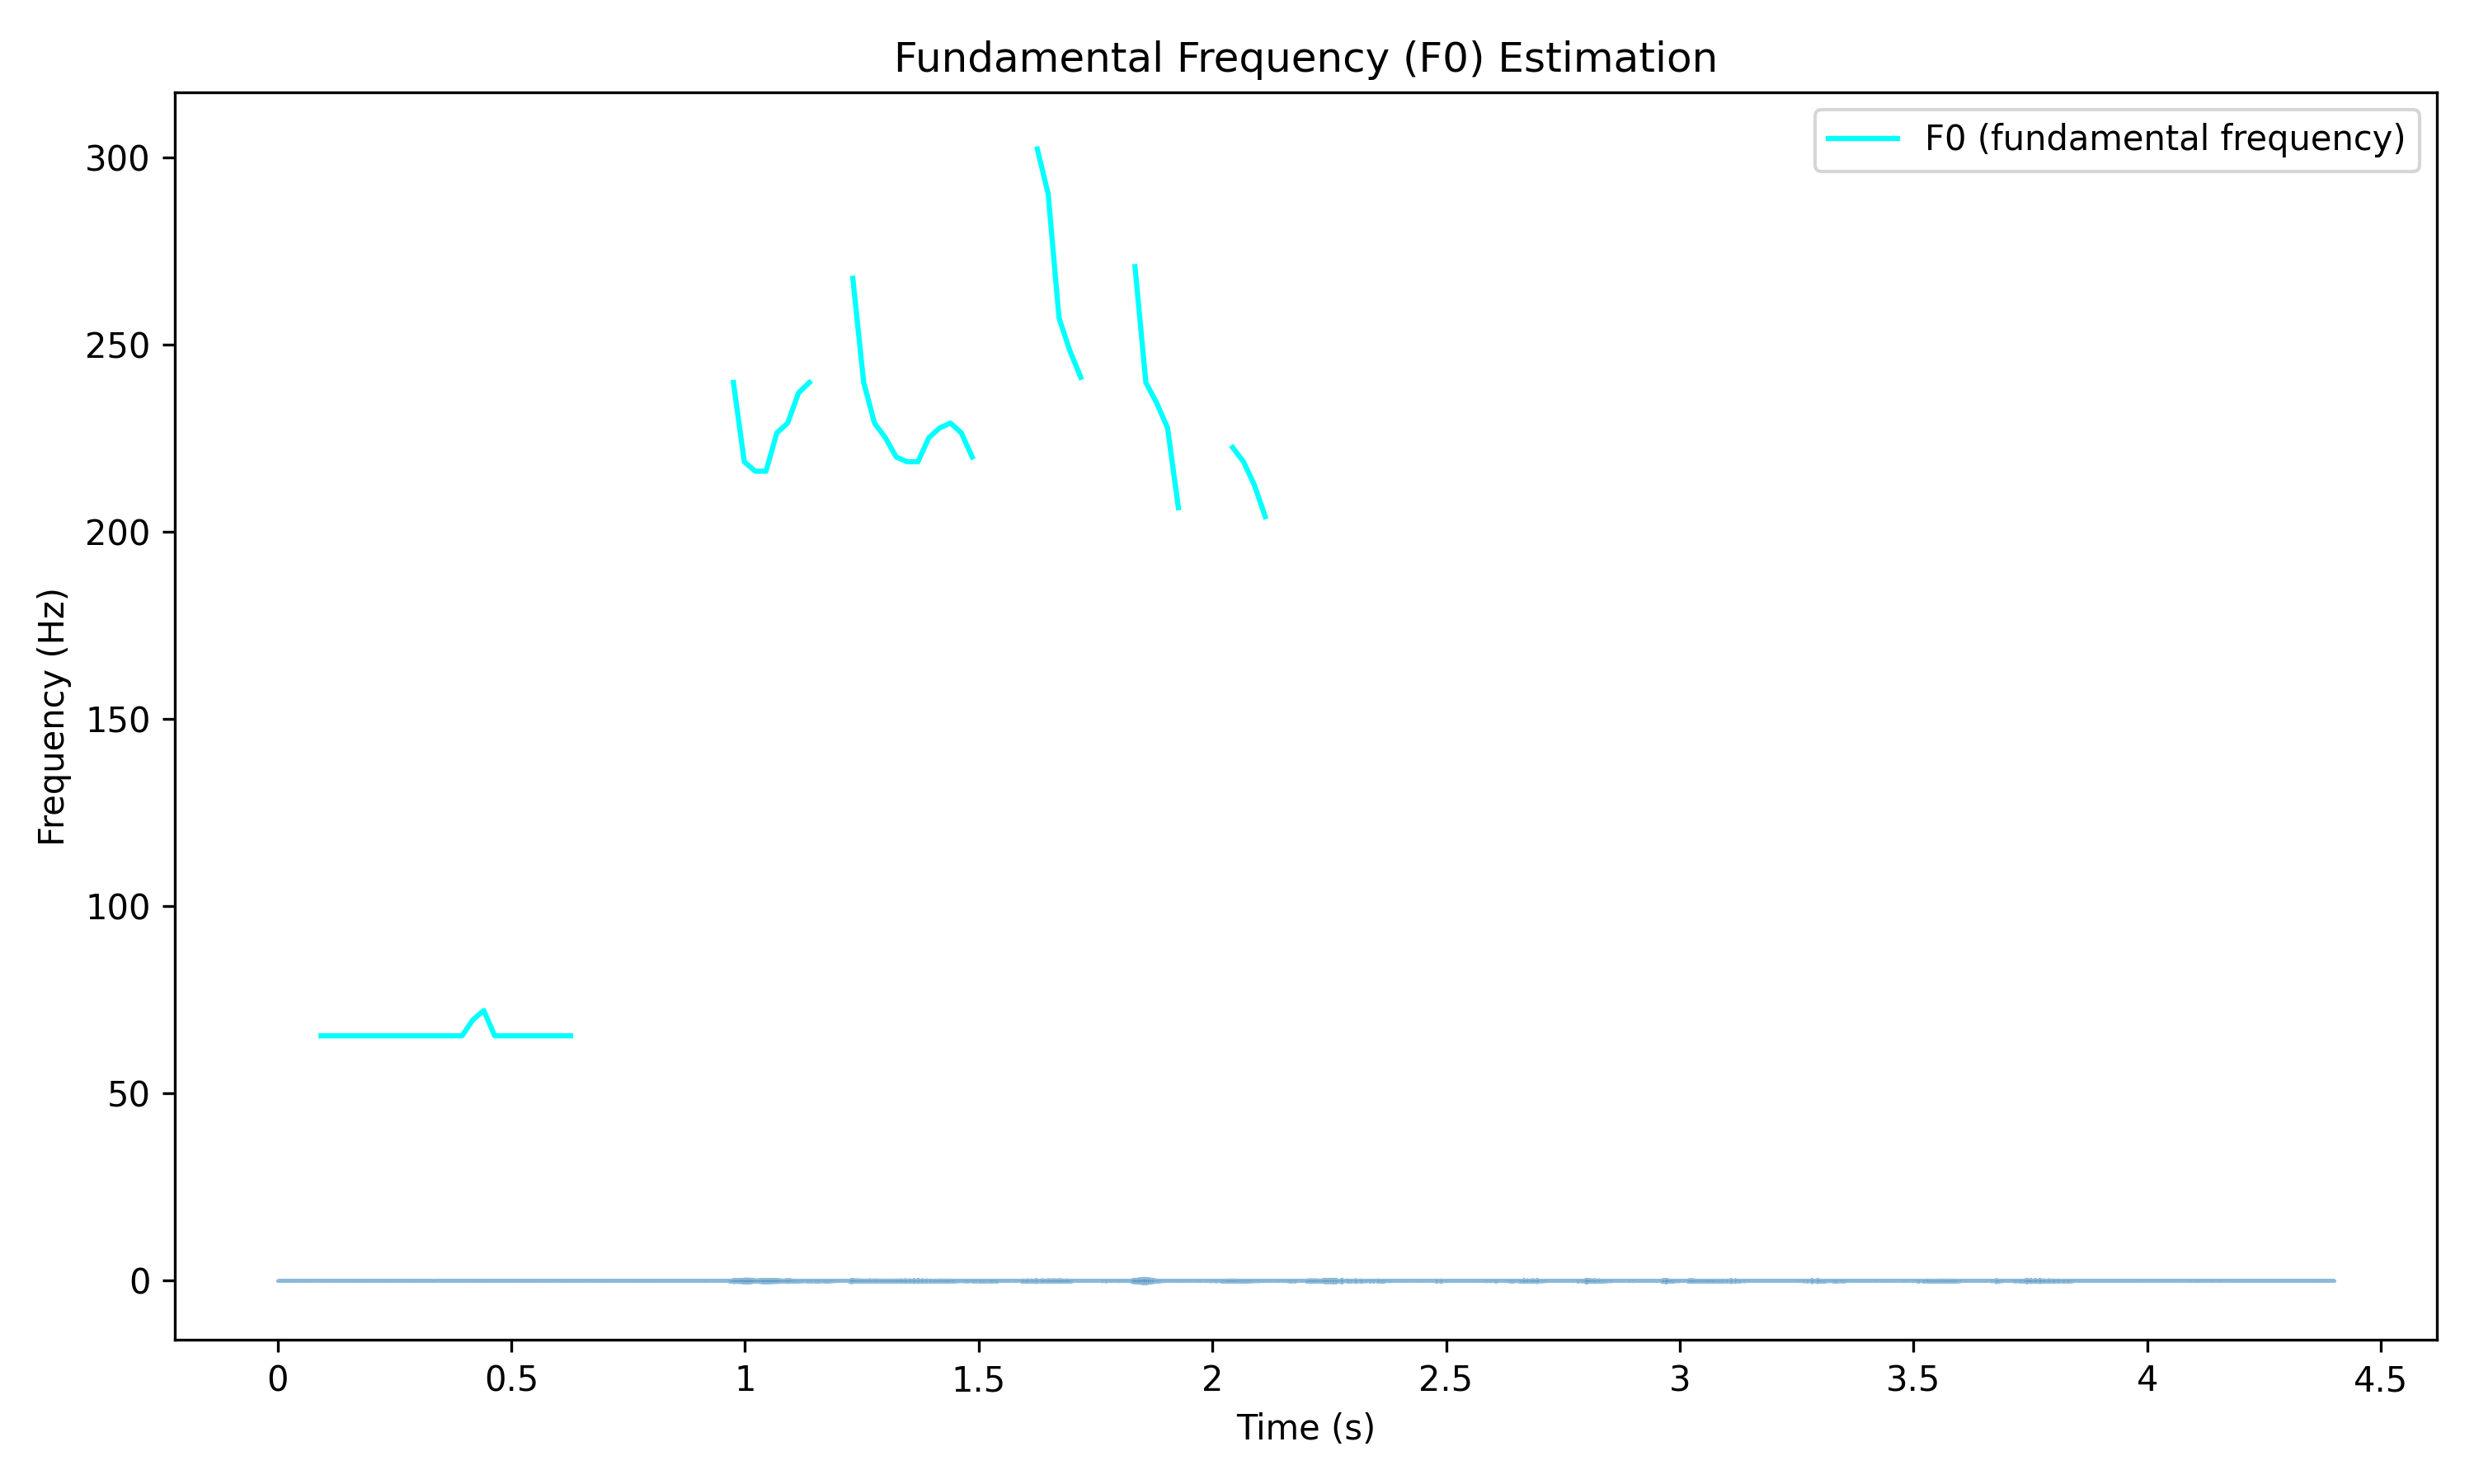 Fundamental Frequency (F0) Estimation
F0 (fundamental frequency)
Frequency (Hz)
300
250
200
150
100
50
0
0 0.5 1 1.5 2 2.5 3 3.5 4 4.5
Time (s)